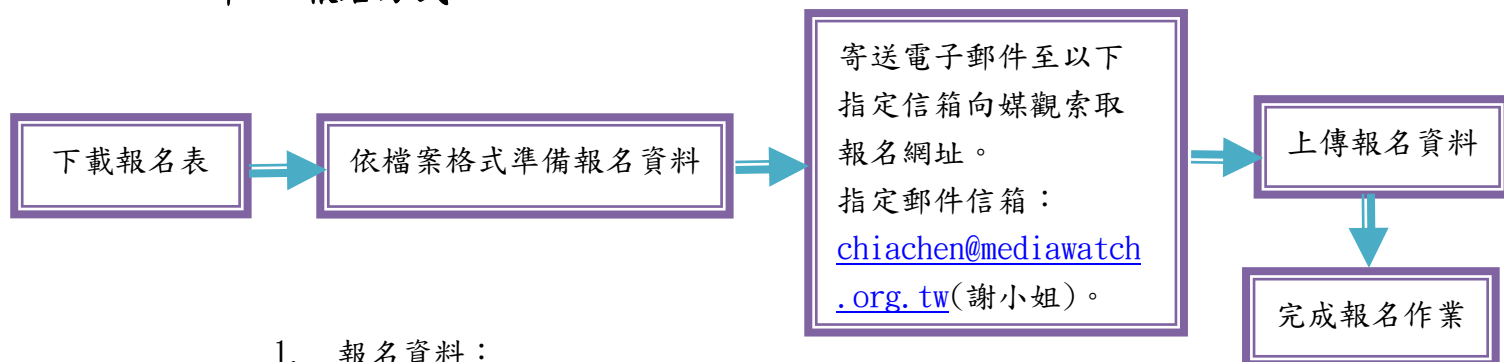 下載報名表
依檔案格式準備報名資料
寄送電子郵件至以下
指定信箱向媒觀索取
報名網址。
指定郵件信箱：
chiachen@mediawatch
.org.tw(謝小姐)。
上傳報名資料
完成報名作業
1. 報名資料：